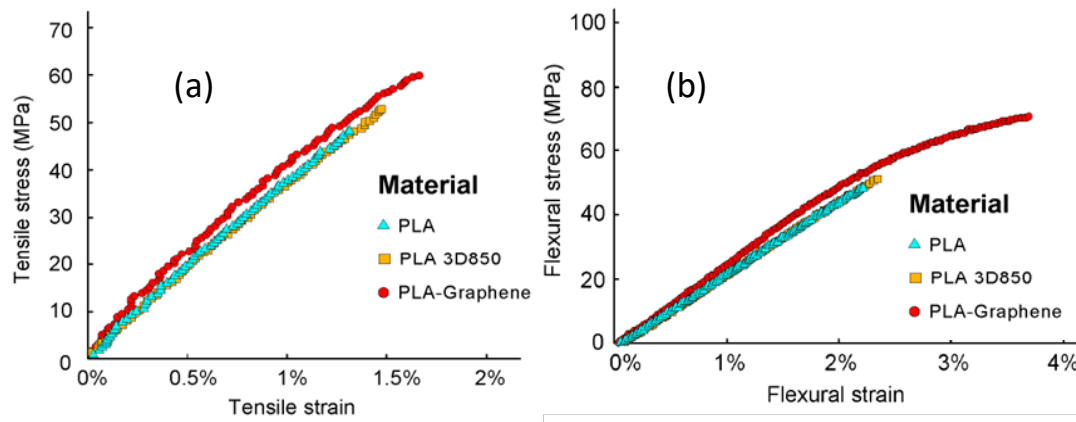 70
60
50
40
30
20
10
0
Tensile stress (MPa)
(a)
Material
PLA
PLA 3D850
PLA-Graphene
0%
0.5%
1%
1.5%
2%
Tensile strain
100
80
60
40
20
0
Flexural stress (MPa)
(b)
Material
PLA
PLA 3D850
PLA-Graphene
0%
1%
2%
3%
4%
Flexural strain